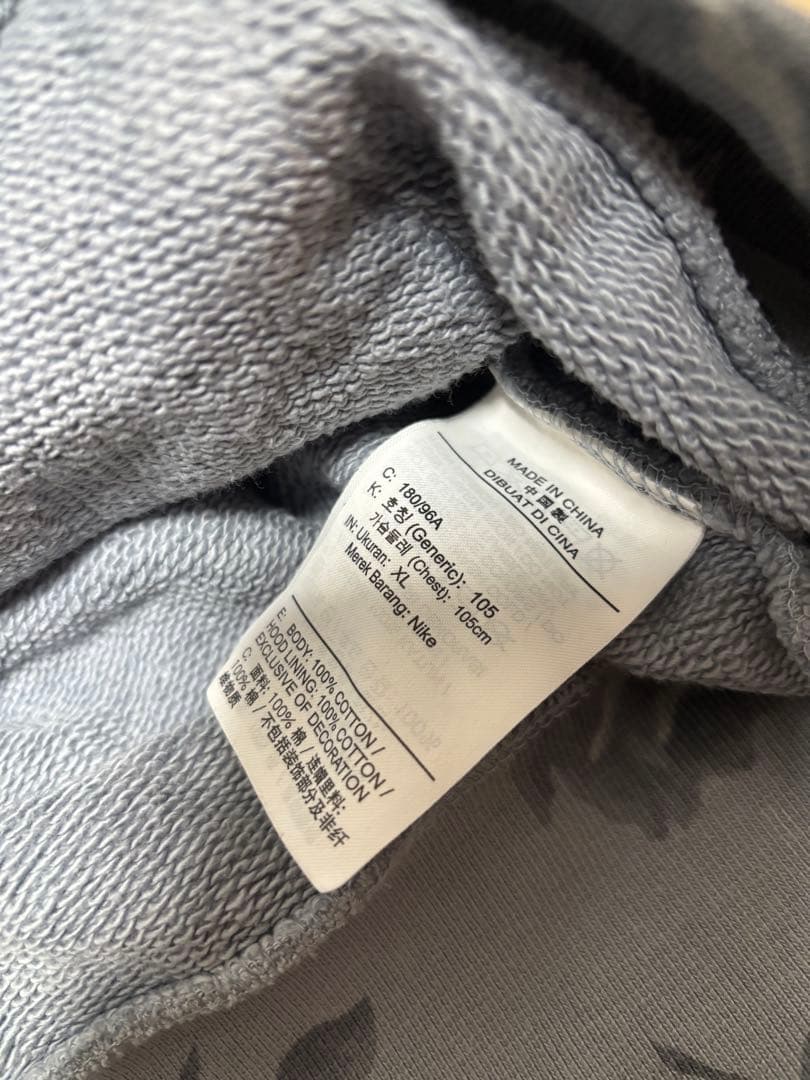 MADE IN CHINA
中国製
DIBUAT DI CINA
C: 180/96A
K: 호칭 (Generic): 105
가슴둘레 (Chest): 105cm
IN: Ukuran: XL
Merek Barang: Nike
E: BODY: 100% COTTON /
HOOD LINING: 100% COTTON /
EXCLUSIVE OF DECORATION
C: 面料: 100% 棉 / 连帽里料:
100% 棉 / 不包括装饰部分及非纤
维物质